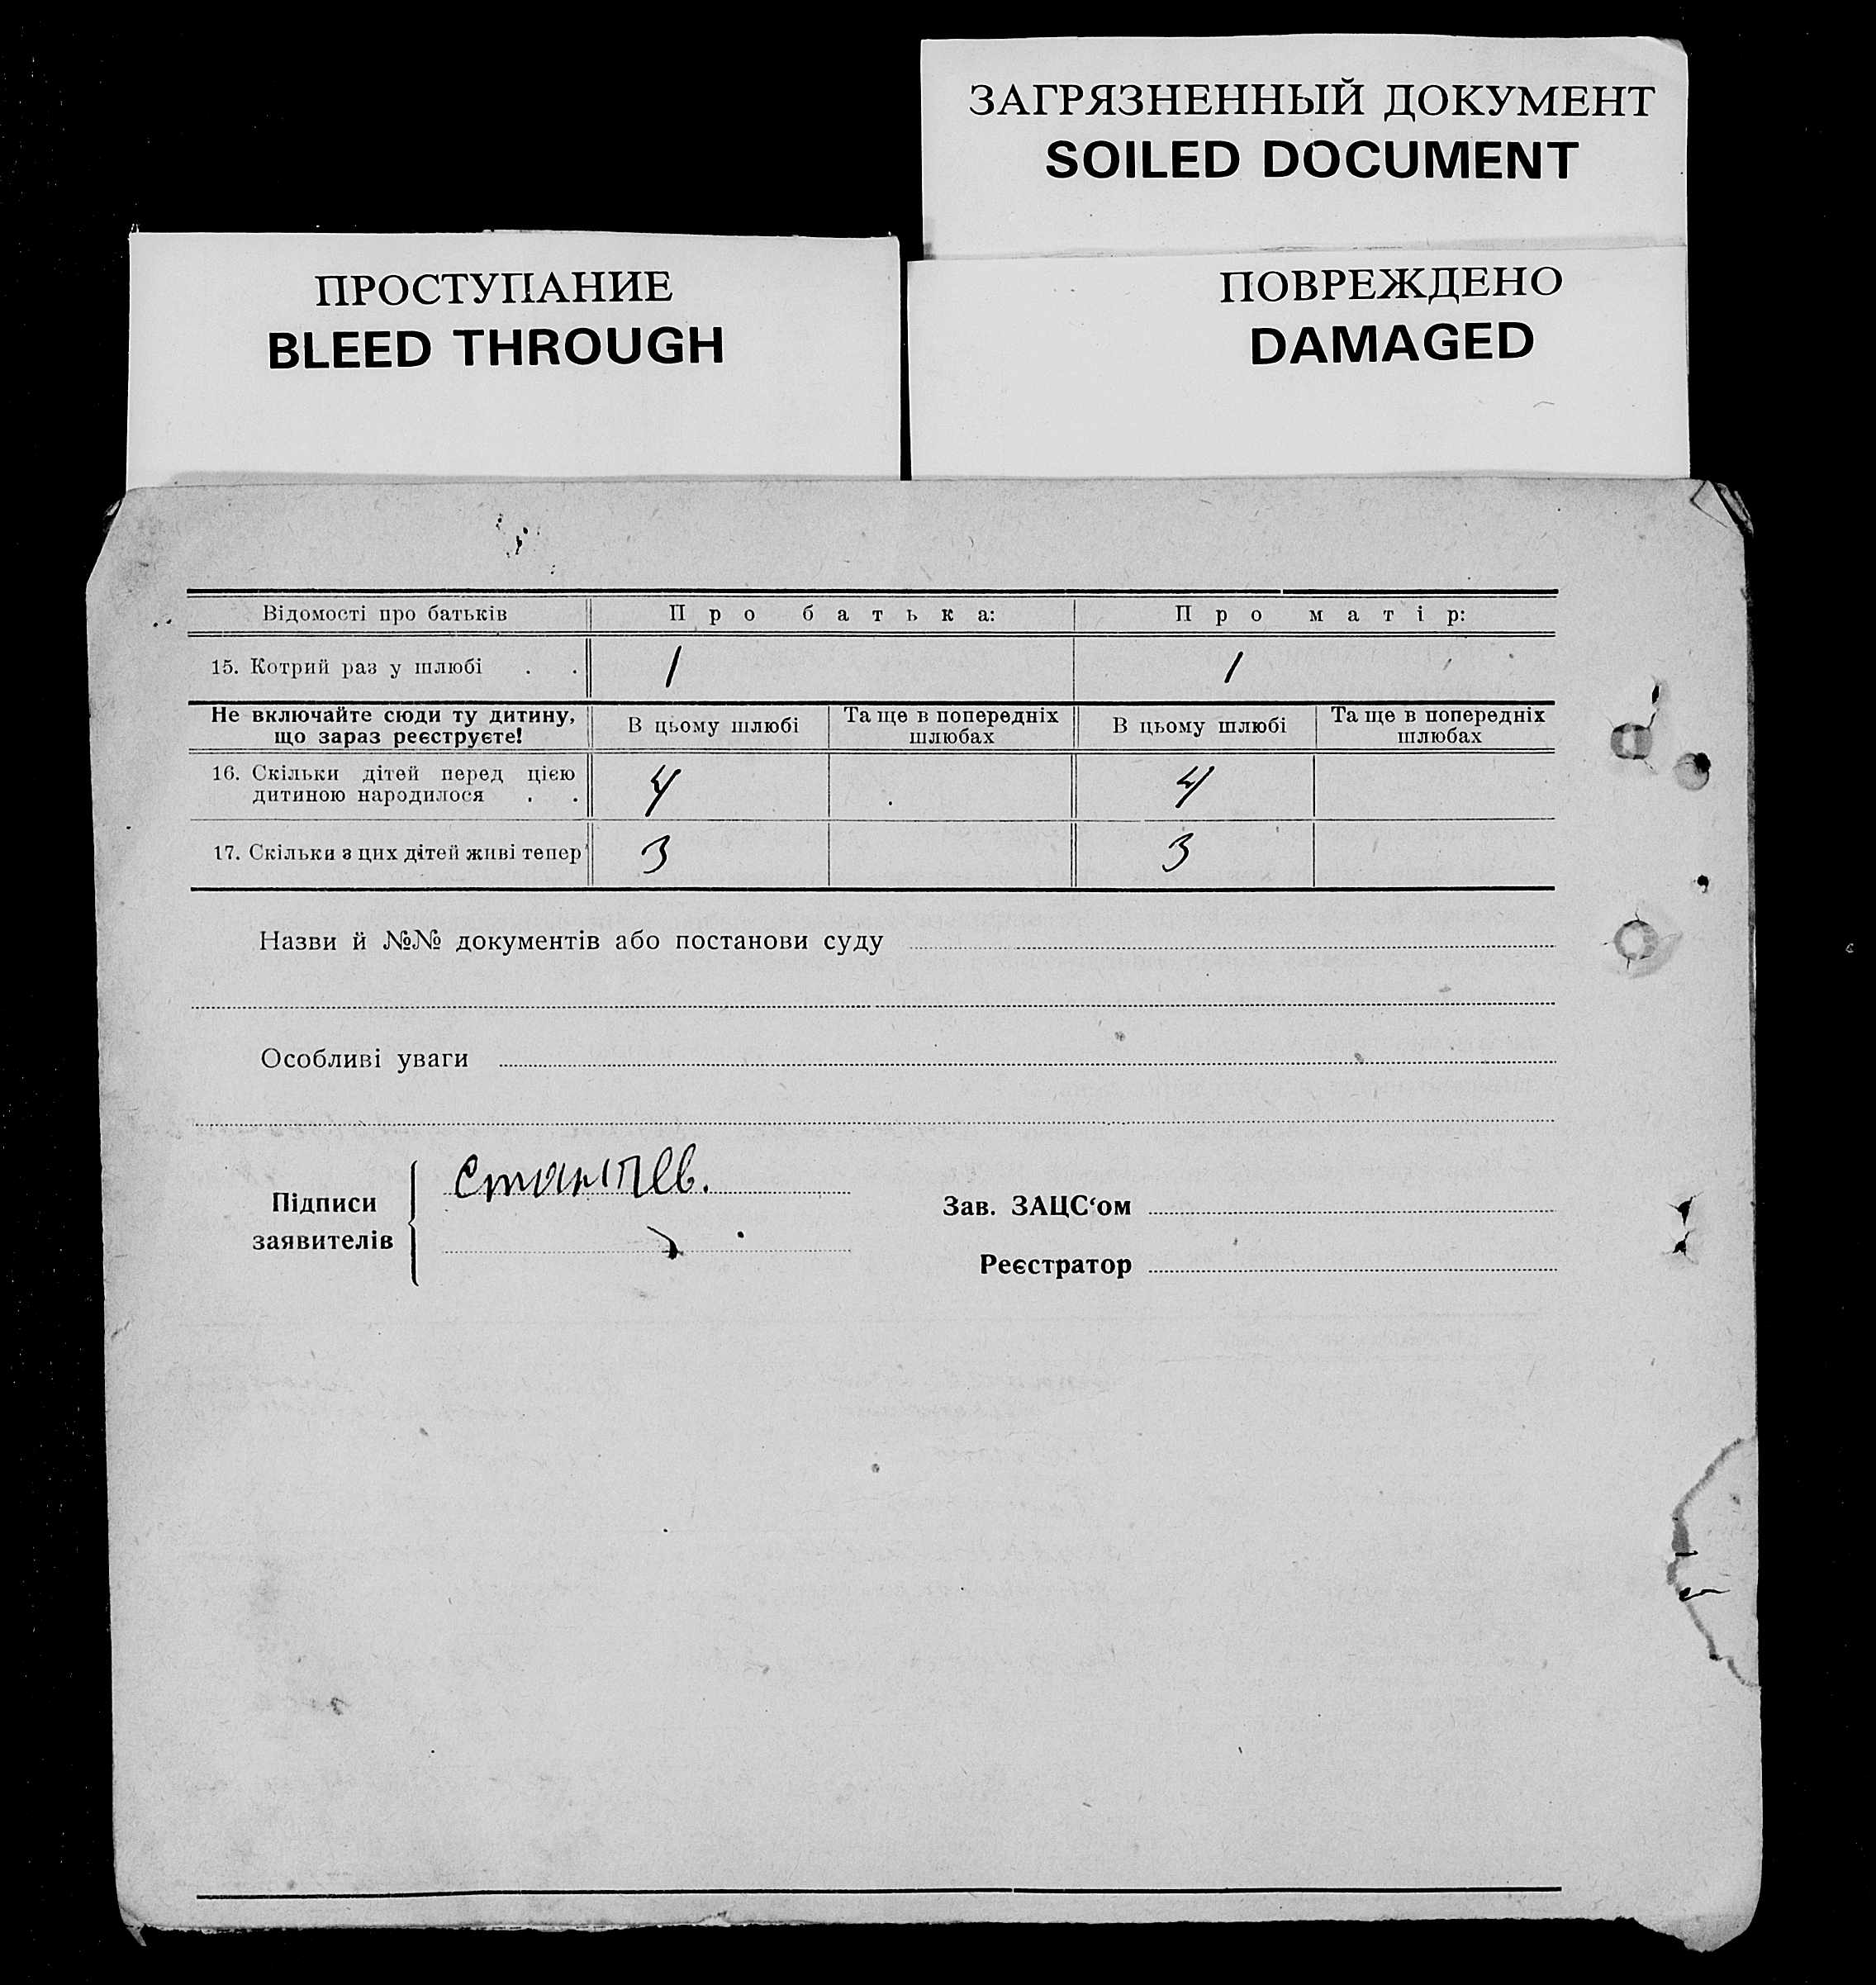 ЗАГРЯЗНЕННЫЙ ДОКУМЕНТ
SOILED DOCUMENT
ПРОСТУПАНИЕ
BLEED THROUGH
ПОВРЕЖДЕНО
DAMAGED
Відомості про батьків Про батька: Про матір:
15. Котрий раз у шлюбі . . 1 1
Не включайте сюди ту дитину, що зараз реєструєте! В цьому шлюбі Та ще в попередніх шлюбах В цьому шлюбі Та ще в попередніх шлюбах
16. Скільки дітей перед цією дитиною народилося . . 4 4
17. Скільки з цих дітей живі тепер 3 3
Назви й №№ документів або постанови суду
Особливі уваги
Підписи заявителів
Зав. ЗАЦС‘ом
Реєстратор